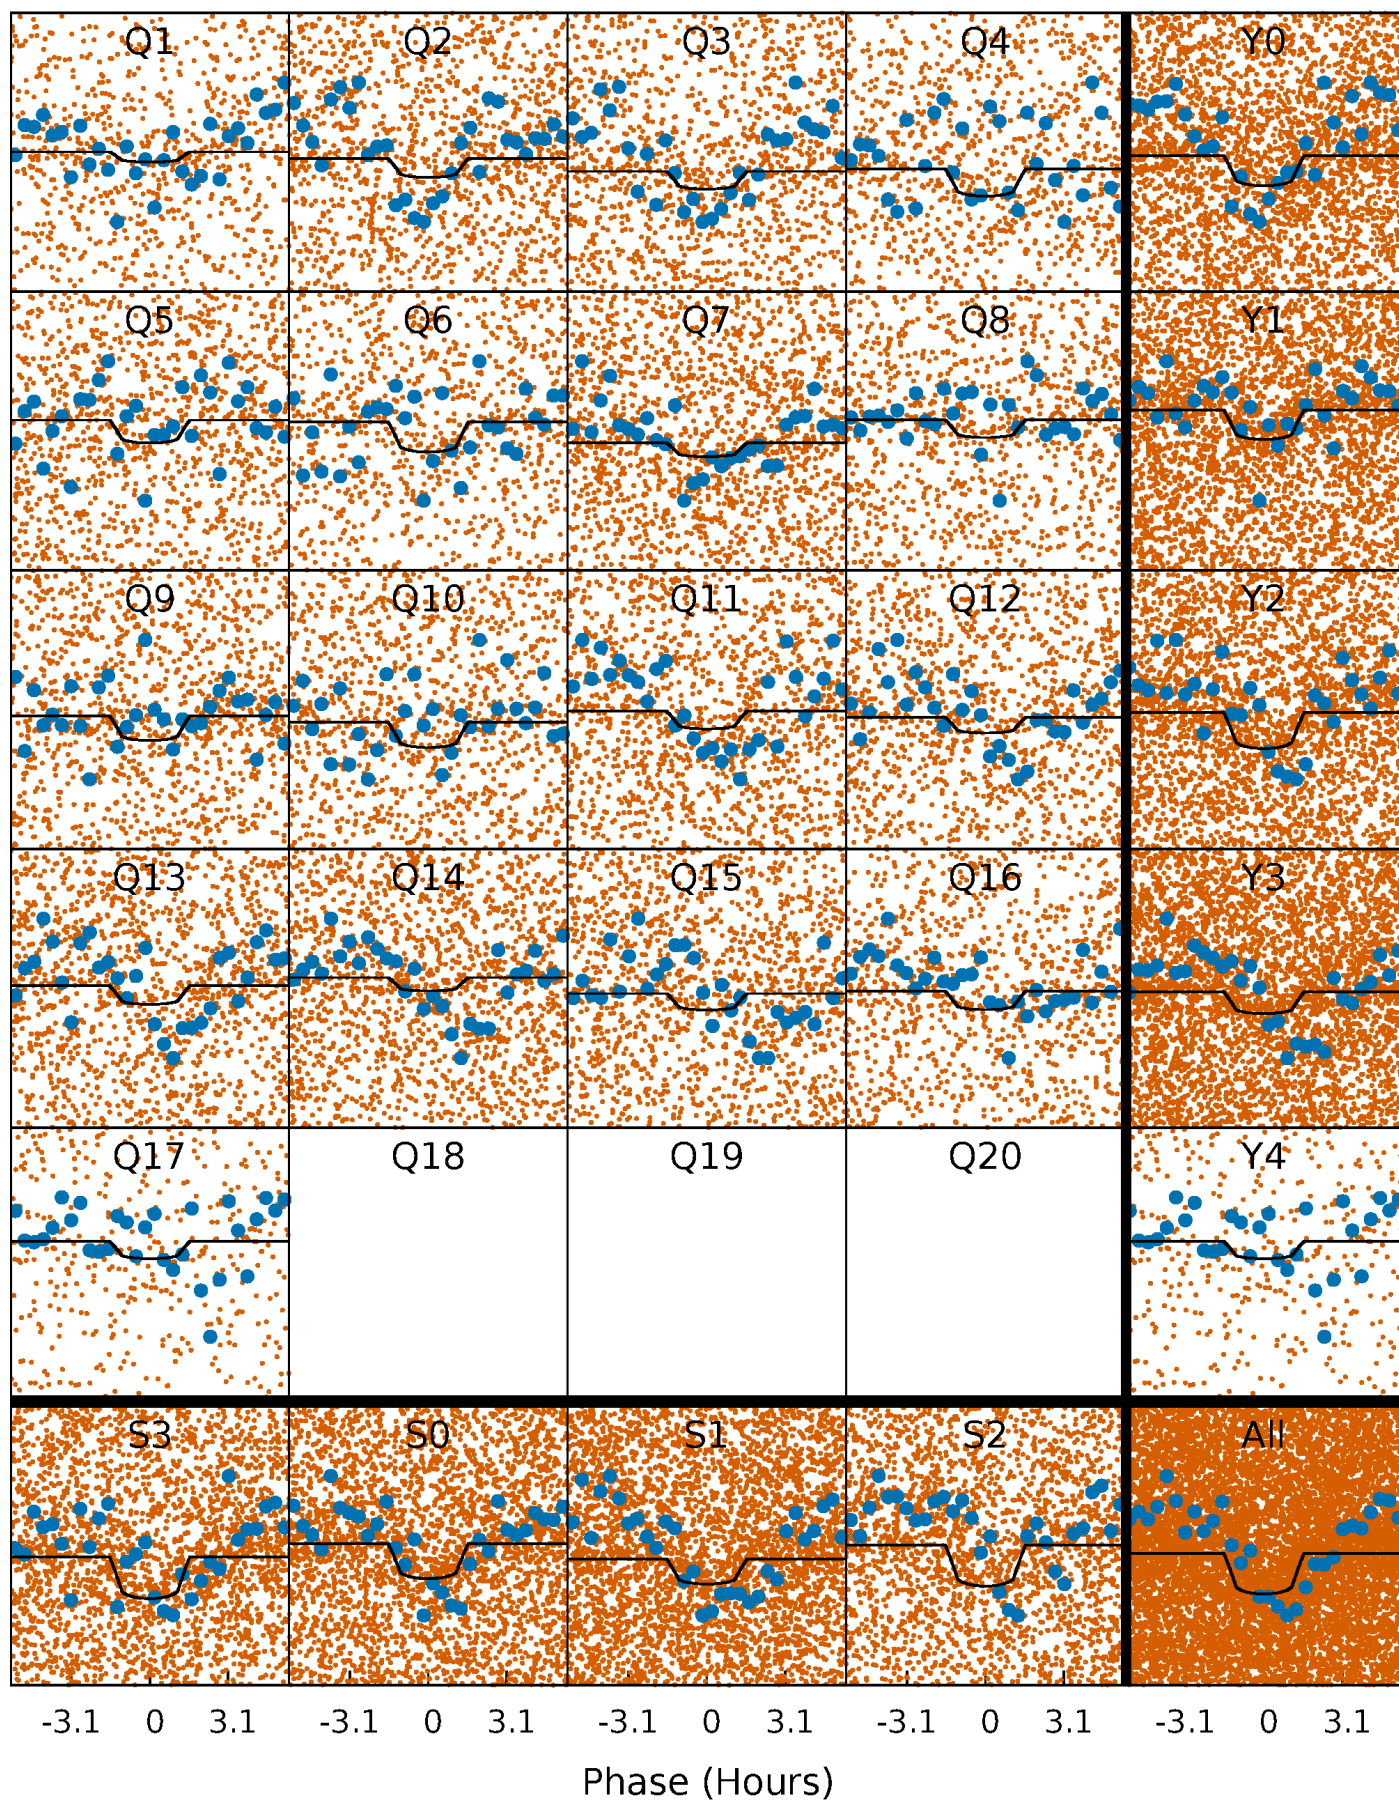 Q1 Q2 Q3 Q4 Y0
Q5 Q6 Q7 Q8 Y1
Q9 Q10 Q11 Q12 Y2
Q13 Q14 Q15 Q16 Y3
Q17 Q18 Q19 Q20 Y4
S3 S0 S1 S2 All
-3.1 0 3.1 -3.1 0 3.1 -3.1 0 3.1 -3.1 0 3.1 -3.1 0 3.1
Phase (Hours)